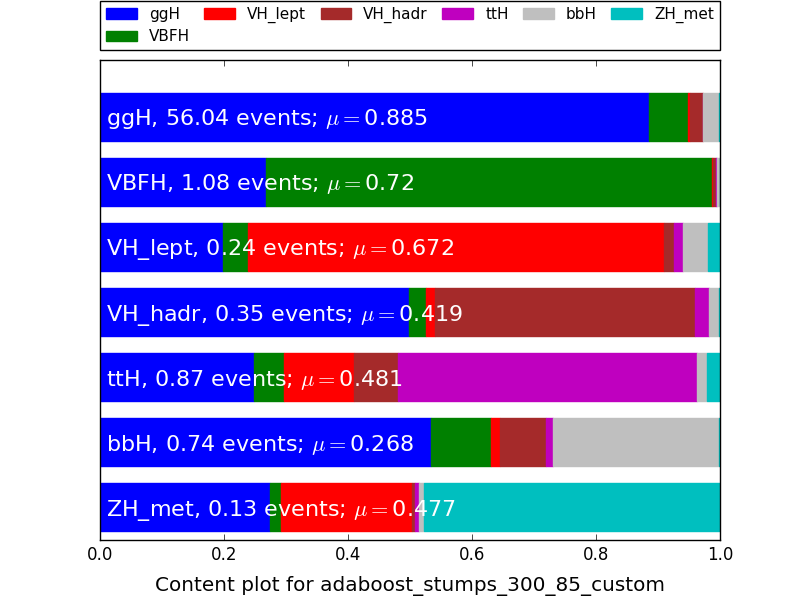 ggH VH_lept VH_hadr ttH bbH ZH_met
VBFH
ggH, 56.04 events; μ = 0.885
VBFH, 1.08 events; μ = 0.72
VH_lept, 0.24 events; μ = 0.672
VH_hadr, 0.35 events; μ = 0.419
ttH, 0.87 events; μ = 0.481
bbH, 0.74 events; μ = 0.268
ZH_met, 0.13 events; μ = 0.477
0.0 0.2 0.4 0.6 0.8 1.0
Content plot for adaboost_stumps_300_85_custom